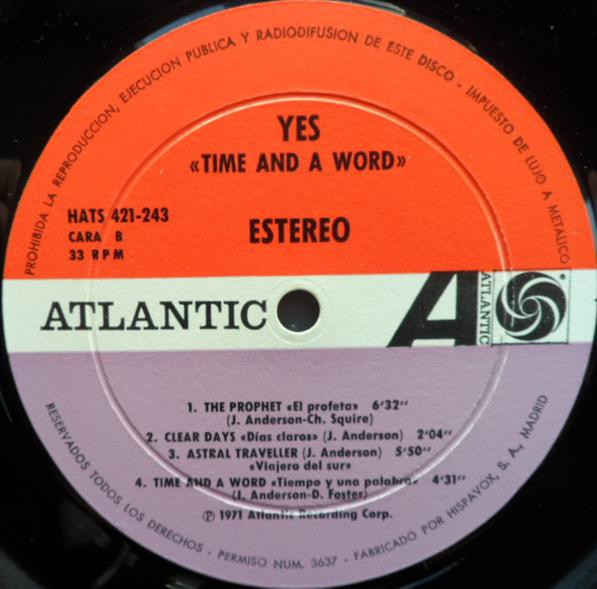 PROHIBIDA LA REPRODUCCION, EJECUCION PUBLICA Y RADIODIFUSION DE ESTE DISCO - IMPUESTO DE LUJO A METALICO
YES
«TIME AND A WORD»
HATS 421-243
CARA B
33 RPM
ESTEREO
ATLANTIC
A
ATLANTIC
1. THE PROPHET «El profeta» 6'32''
(J. Anderson-Ch. Squire)
2. CLEAR DAYS «Días claros» (J. Anderson) 2'04''
3. ASTRAL TRAVELLER (J. Anderson) 5'50''
«Viajero del sur»
4. TIME AND A WORD «Tiempo y una palabra» 4'31''
(J. Anderson-D. Foster)
℗ 1971 Atlantic Recording Corp.
RESERVADOS TODOS LOS DERECHOS - PERMISO NUM. 3637 - FABRICADO POR HISPAVOX, S. A., MADRID